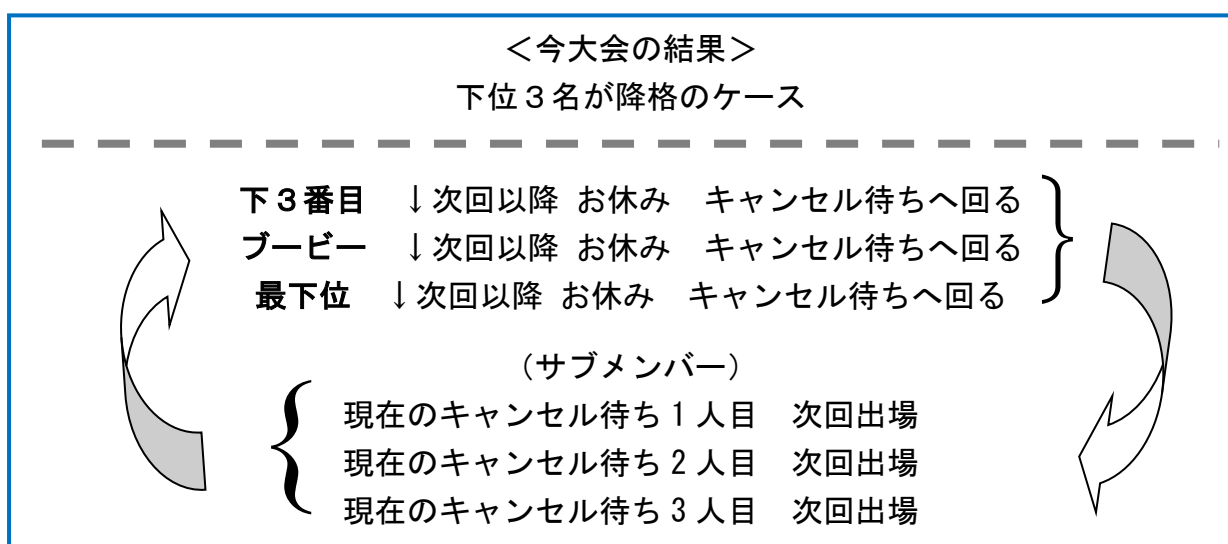 ＜今大会の結果＞
下位３名が降格のケース
下３番目　↓次回以降 お休み　キャンセル待ちへ回る
ブービー　↓次回以降 お休み　キャンセル待ちへ回る
最下位　↓次回以降 お休み　キャンセル待ちへ回る
（サブメンバー）
現在のキャンセル待ち１人目　次回出場
現在のキャンセル待ち２人目　次回出場
現在のキャンセル待ち３人目　次回出場